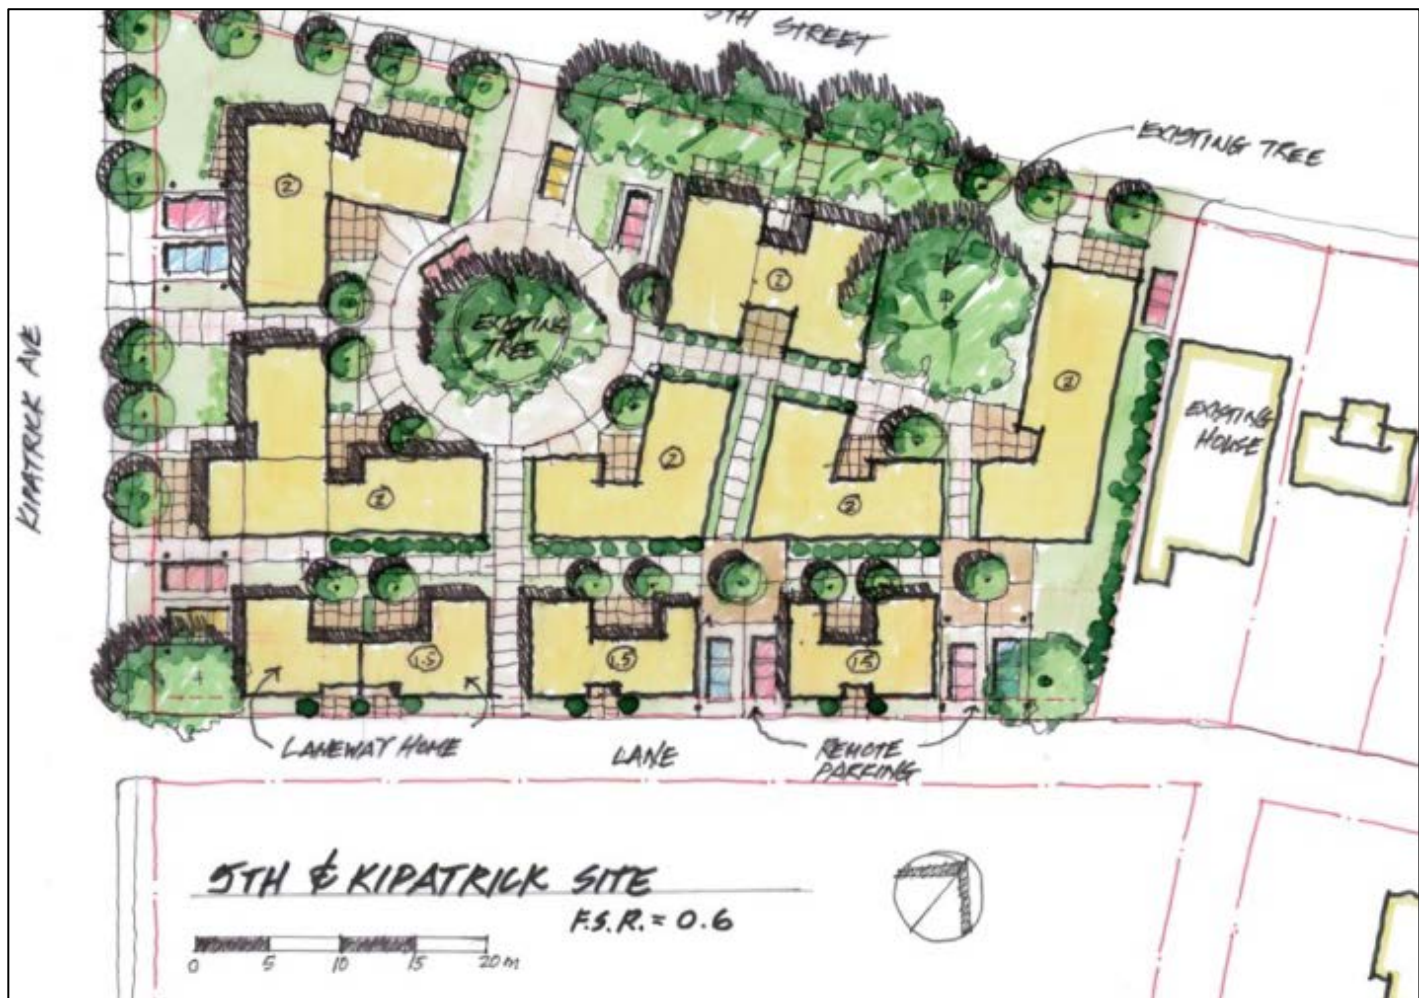 5TH STREET
EXISTING TREE
2
2
EXISTING
TREE
2
EXISTING
HOUSE
KIPATRICK AVE
2
2
2
1.5
1.5
1.5
LANEWAY HOME
LANE
REMOTE
PARKING
5TH & KIPATRICK SITE
F.S.R. = 0.6
0 5 10 15 20 m